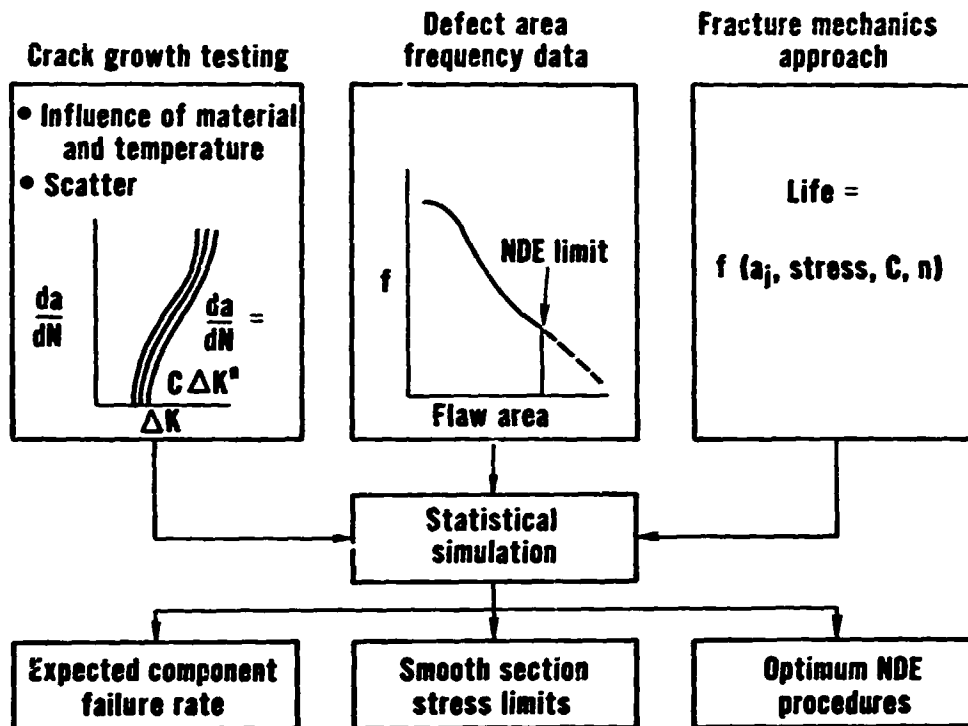 Crack growth testing
• Influence of material
and temperature
• Scatter
da
dN
da
dN
=
C ΔKⁿ
ΔK
Defect area
frequency data
f
NDE limit
Flaw area
Fracture mechanics
approach
Life =
f (aj, stress, C, n)
Statistical
simulation
Expected component
failure rate
Smooth section
stress limits
Optimum NDE
procedures